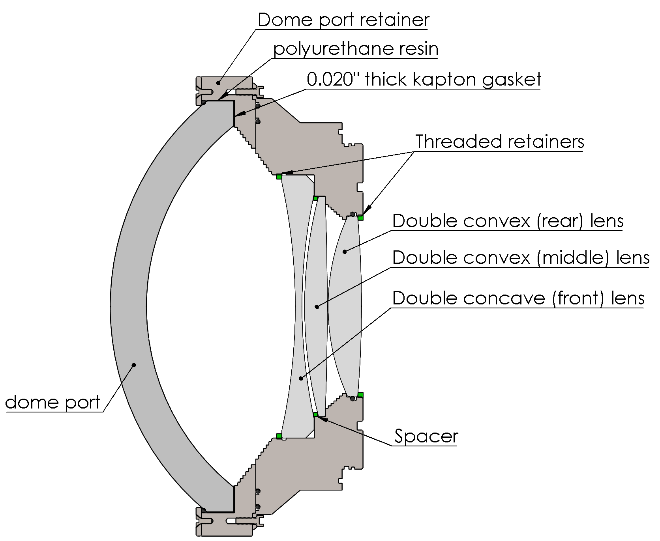 Dome port retainer
polyurethane resin
0.020" thick kapton gasket
Threaded retainers
Double convex (rear) lens
Double convex (middle) lens
Double concave (front) lens
dome port
Spacer